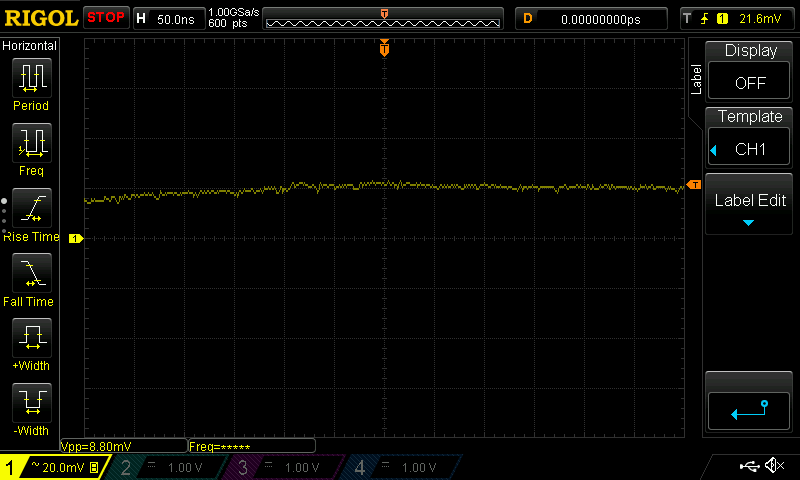 RIGOL STOP H 50.0ns 1.00GSa/s 600 pts T D 0.00000000ps T 1 21.6mV
Horizontal
Period
Freq
Rise Time
Fall Time
+Width
-Width
T
T
1
Label
Display
OFF
Template
CH1
Label Edit
Vpp=8.80mV Freq=*****
1 ~ 20.0mV B 2 1.00 V 3 1.00 V 4 1.00 V